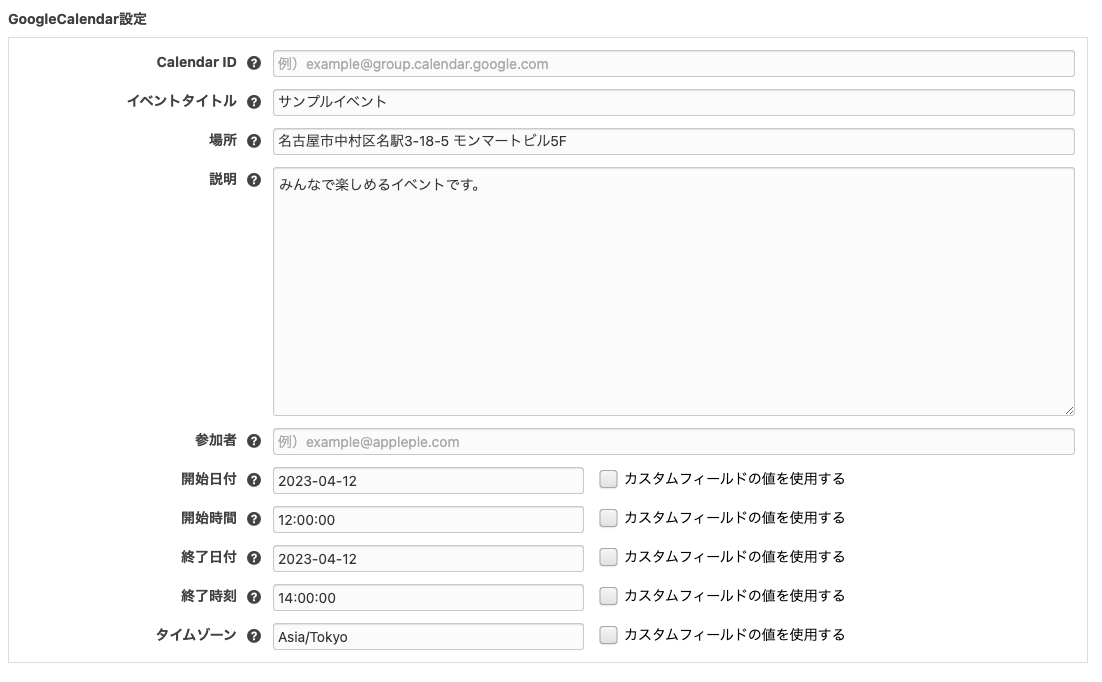 GoogleCalendar設定
Calendar ID ? 例）example@group.calendar.google.com
イベントタイトル ? サンプルイベント
場所 ? 名古屋市中村区名駅3-18-5 モンマートビル5F
説明 ? みんなで楽しめるイベントです。
参加者 ? 例）example@appleple.com
開始日付 ? 2023-04-12 カスタムフィールドの値を使用する
開始時間 ? 12:00:00 カスタムフィールドの値を使用する
終了日付 ? 2023-04-12 カスタムフィールドの値を使用する
終了時刻 ? 14:00:00 カスタムフィールドの値を使用する
タイムゾーン ? Asia/Tokyo カスタムフィールドの値を使用する